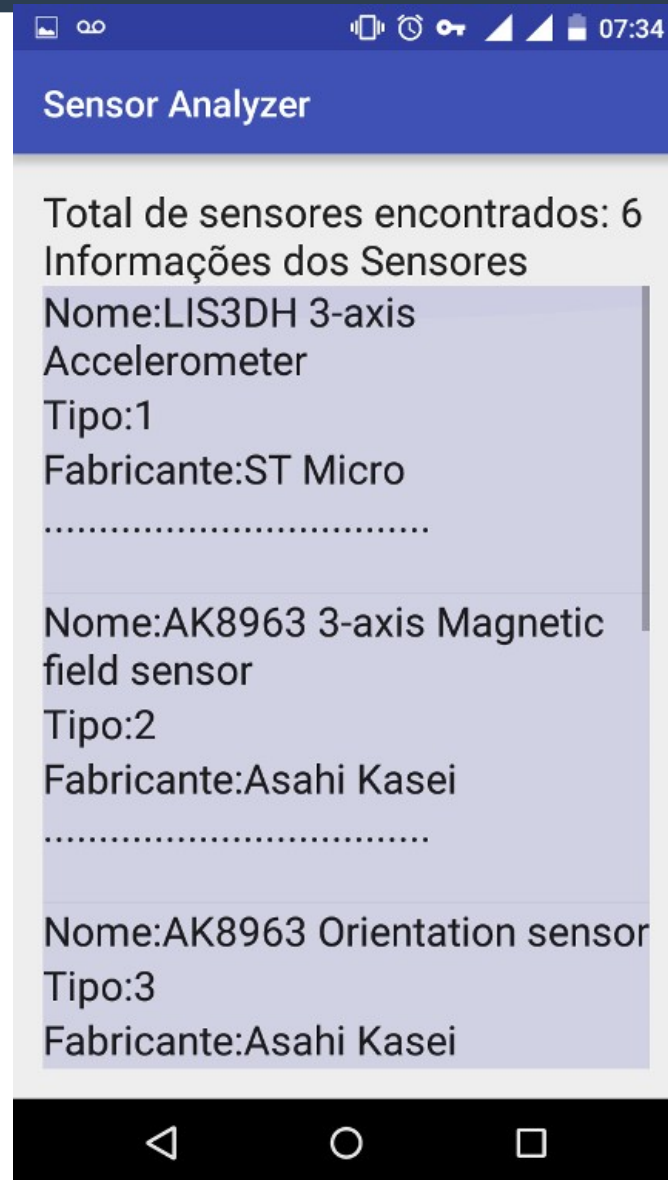 07:34
Sensor Analyzer
Total de sensores encontrados: 6
Informações dos Sensores
Nome:LIS3DH 3-axis
Accelerometer
Tipo:1
Fabricante:ST Micro
...................................
Nome:AK8963 3-axis Magnetic
field sensor
Tipo:2
Fabricante:Asahi Kasei
...................................
Nome:AK8963 Orientation sensor
Tipo:3
Fabricante:Asahi Kasei